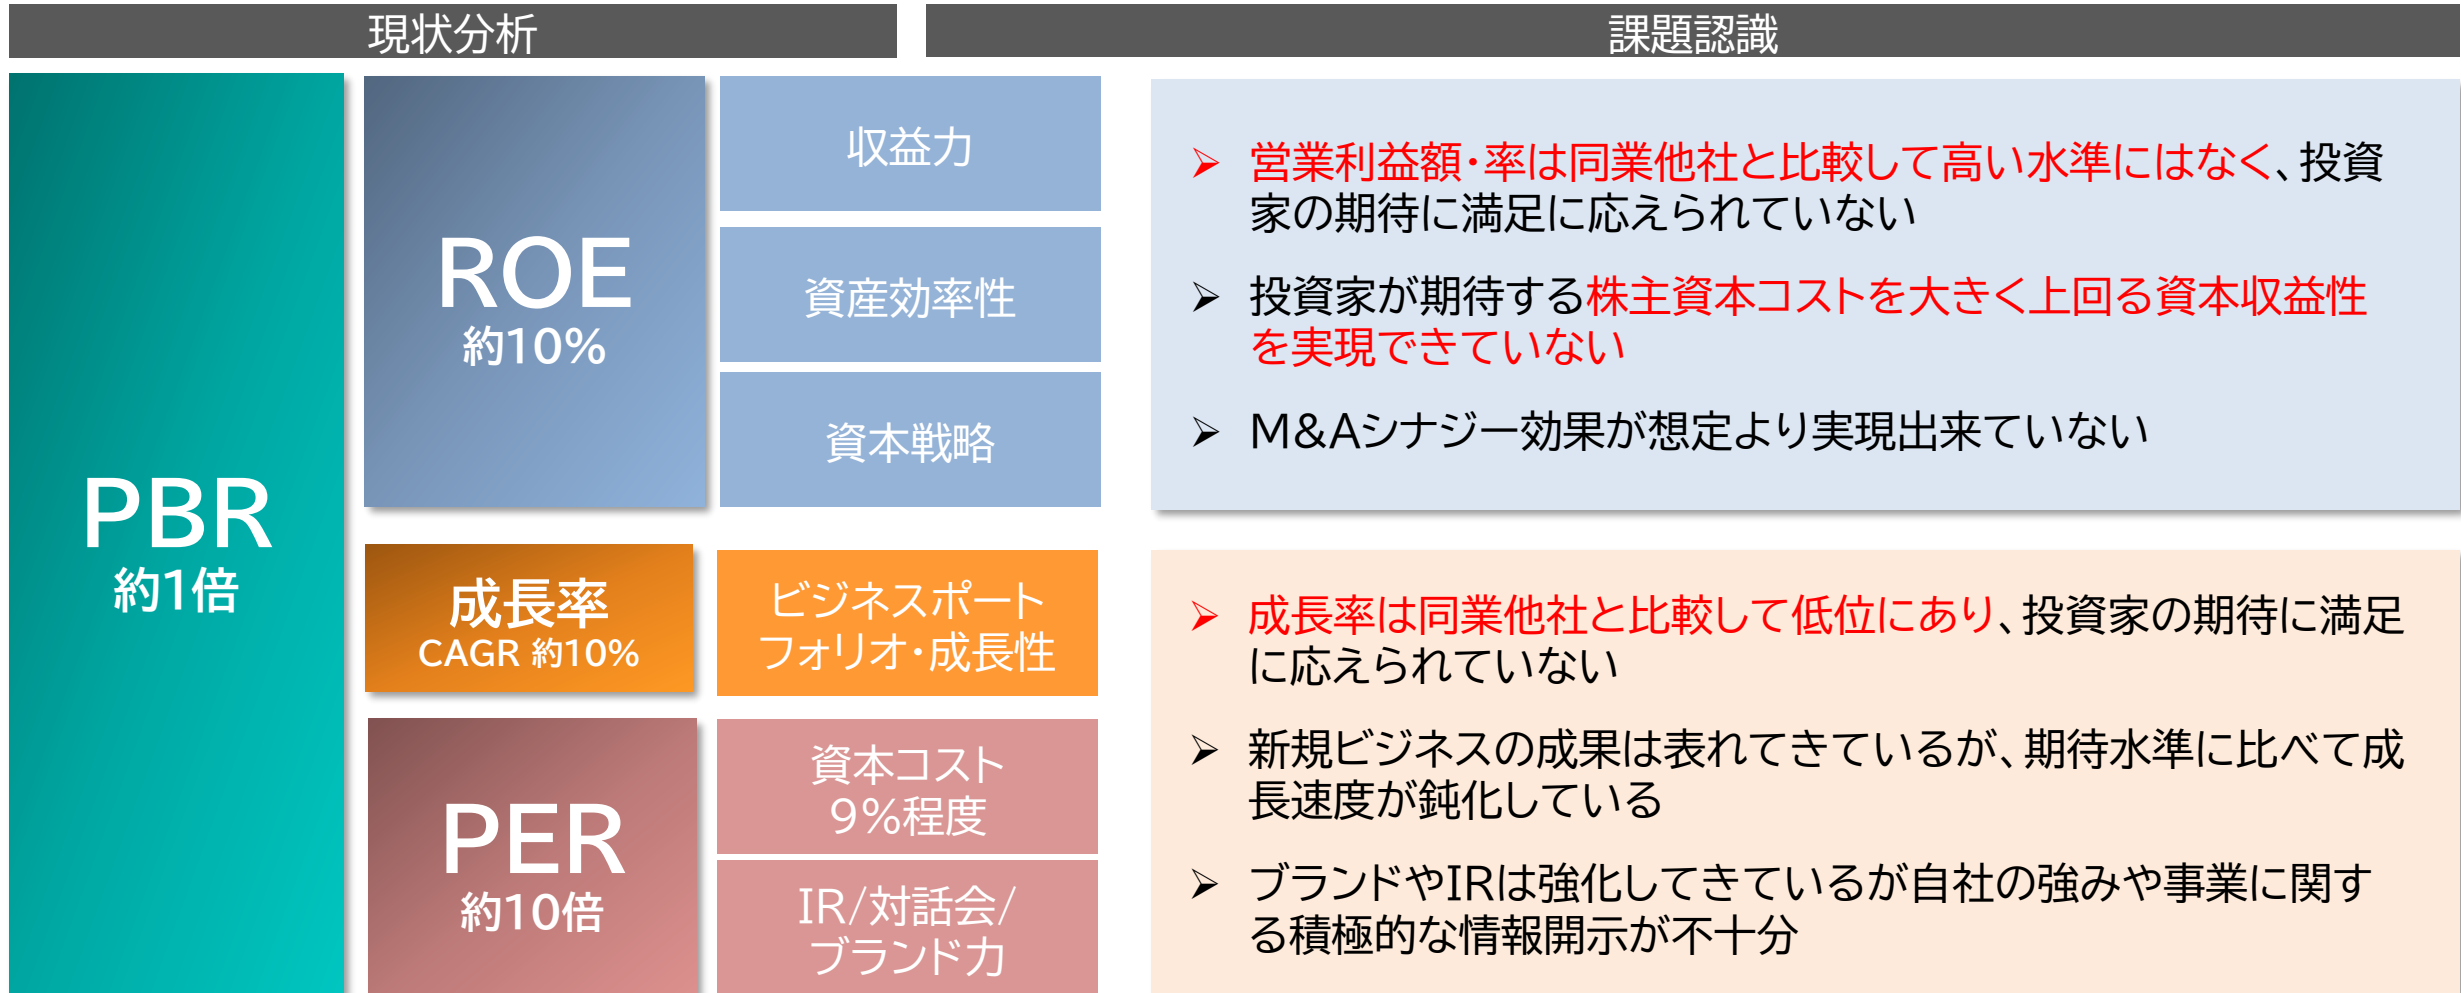 現状分析
課題認識
PBR
約1倍
ROE
約10%
収益力
資産効率性
資本戦略
➢ 営業利益額・率は同業他社と比較して高い水準にはなく、投資
家の期待に満足に応えられていない
➢ 投資家が期待する株主資本コストを大きく上回る資本収益性
を実現できていない
➢ M&Aシナジー効果が想定より実現出来ていない
成長率
CAGR 約10%
ビジネスポート
フォリオ・成長性
PER
約10倍
資本コスト
9%程度
IR/対話会/
ブランド力
➢ 成長率は同業他社と比較して低位にあり、投資家の期待に満足
に応えられていない
➢ 新規ビジネスの成果は表れてきているが、期待水準に比べて成
長速度が鈍化している
➢ ブランドやIRは強化してきているが自社の強みや事業に関す
る積極的な情報開示が不十分